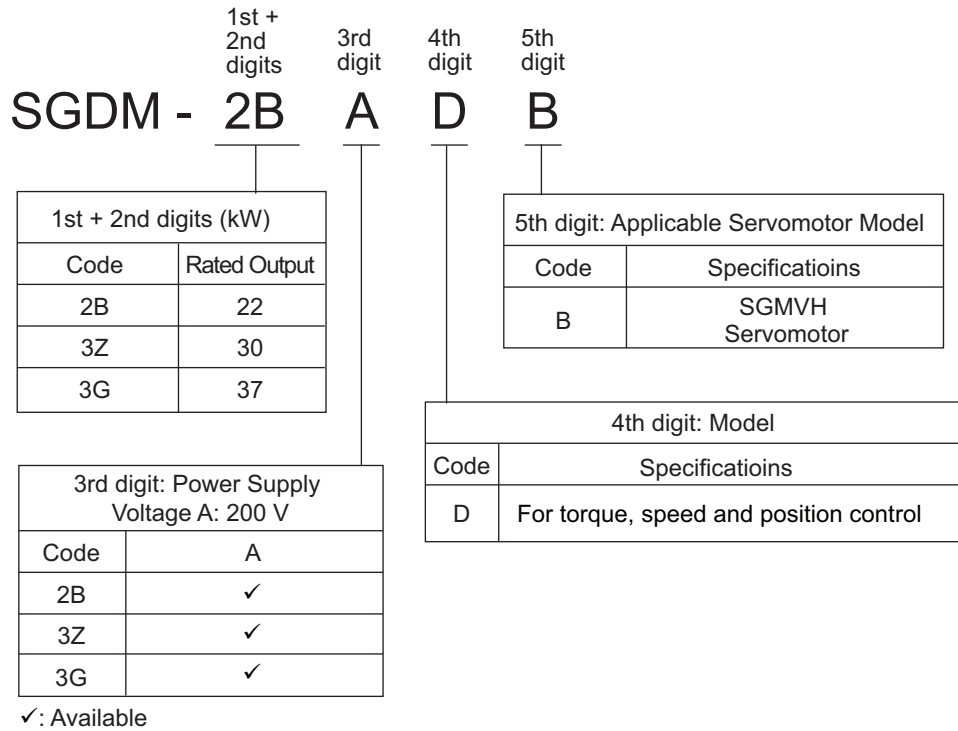 1st +
2nd
digits
3rd
digit
4th
digit
5th
digit
SGDM - 2B A D B
1st + 2nd digits (kW)
Code Rated Output
2B 22
3Z 30
3G 37
5th digit: Applicable Servomotor Model
Code Specificatioins
B SGMVH
Servomotor
4th digit: Model
Code Specificatioins
D For torque, speed and position control
3rd digit: Power Supply
Voltage A: 200 V
Code A
2B ✓
3Z ✓
3G ✓
✓: Available